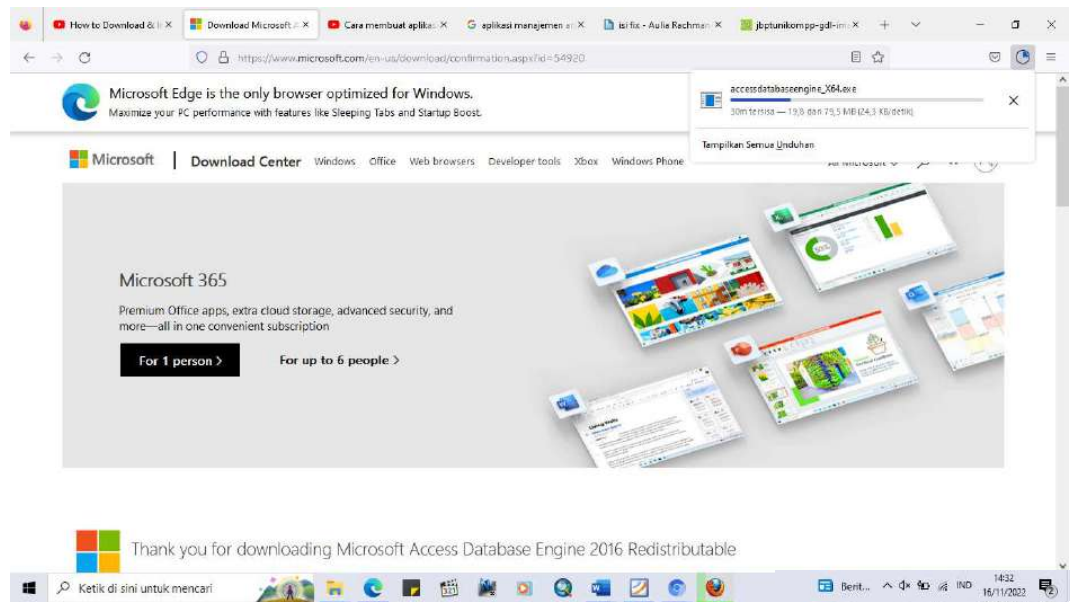 How to Download & I
Download Microsoft A
Cara membuat aplikas
aplikasi manajemen
isi fix - Aulia Rachman
jbptunikompp-gdl-
https://www.microsoft.com/en-us/download/confirmation.aspx?id=54920
Microsoft Edge is the only browser optimized for Windows.
Maximize your PC performance with features like Sleeping Tabs and Startup Boost.
accessdatabaseengine_X64.exe
30m tersisa — 19,8 dari 79,5 MB (24,3 KB/detik)
Tampilkan Semua Unduhan
Microsoft | Download Center Windows Office Web browsers Developer tools Xbox Windows Phone
Microsoft 365
Premium Office apps, extra cloud storage, advanced security, and
more—all in one convenient subscription
For 1 person >
For up to 6 people >
Thank you for downloading Microsoft Access Database Engine 2016 Redistributable
Ketik di sini untuk mencari
Berit...
IND
14:32
16/11/2022